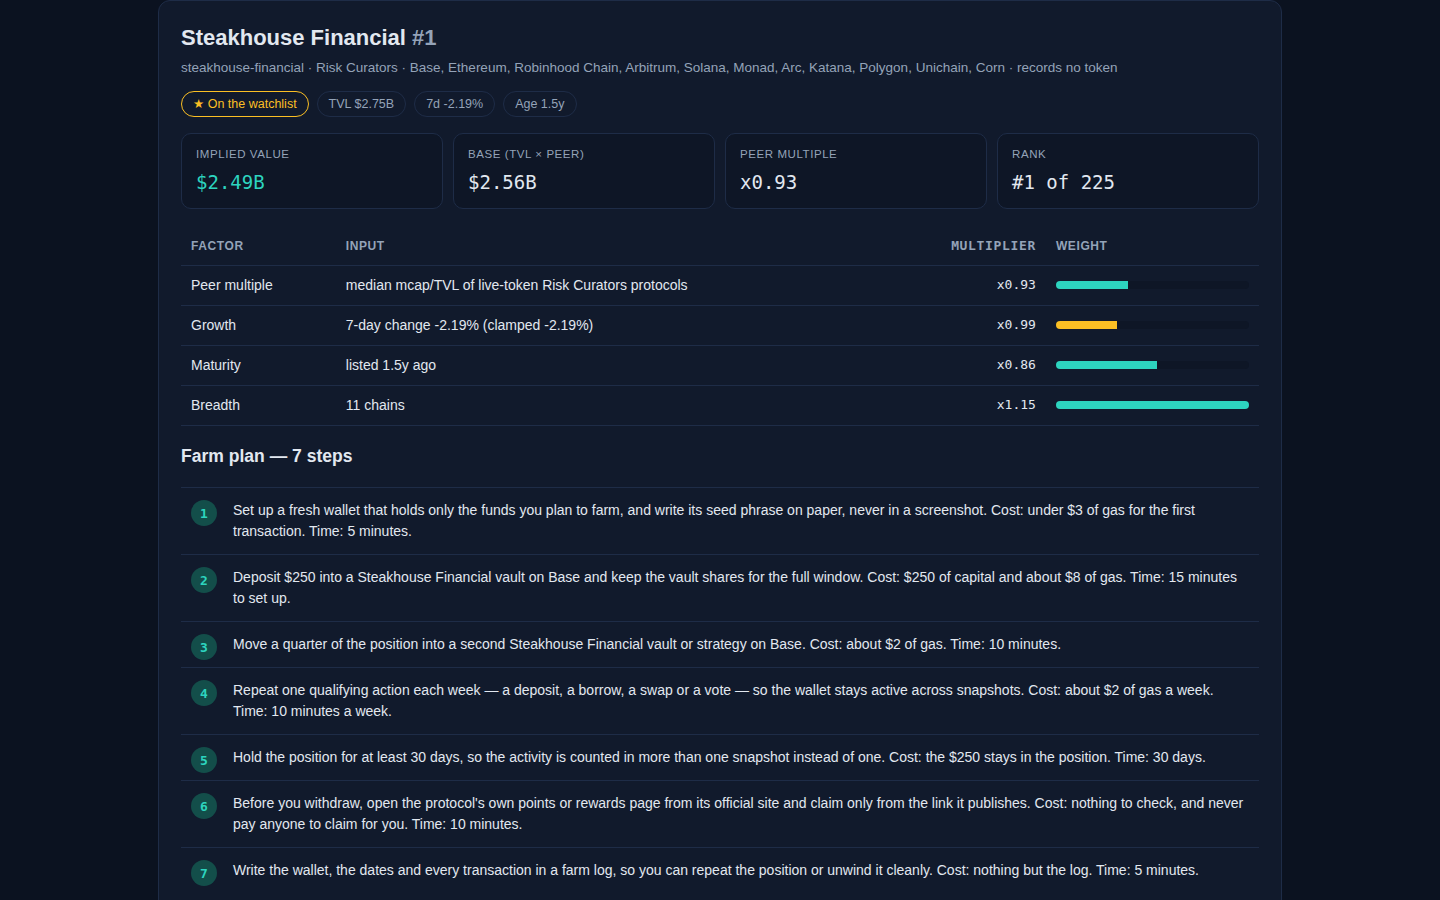 Steakhouse Financial #1
steakhouse-financial · Risk Curators · Base, Ethereum, Robinhood Chain, Arbitrum, Solana, Monad, Arc, Katana, Polygon, Unichain, Corn · records no token
★ On the watchlist TVL $2.75B 7d -2.19% Age 1.5y
IMPLIED VALUE BASE (TVL × PEER) PEER MULTIPLE RANK
$2.49B $2.56B x0.93 #1 of 225
FACTOR INPUT MULTIPLIER WEIGHT
Peer multiple median mcap/TVL of live-token Risk Curators protocols x0.93
Growth 7-day change -2.19% (clamped -2.19%) x0.99
Maturity listed 1.5y ago x0.86
Breadth 11 chains x1.15
Farm plan — 7 steps
1 Set up a fresh wallet that holds only the funds you plan to farm, and write its seed phrase on paper, never in a screenshot. Cost: under $3 of gas for the first
transaction. Time: 5 minutes.
2 Deposit $250 into a Steakhouse Financial vault on Base and keep the vault shares for the full window. Cost: $250 of capital and about $8 of gas. Time: 15 minutes
to set up.
3 Move a quarter of the position into a second Steakhouse Financial vault or strategy on Base. Cost: about $2 of gas. Time: 10 minutes.
4 Repeat one qualifying action each week — a deposit, a borrow, a swap or a vote — so the wallet stays active across snapshots. Cost: about $2 of gas a week.
Time: 10 minutes a week.
5 Hold the position for at least 30 days, so the activity is counted in more than one snapshot instead of one. Cost: the $250 stays in the position. Time: 30 days.
6 Before you withdraw, open the protocol's own points or rewards page from its official site and claim only from the link it publishes. Cost: nothing to check, and never
pay anyone to claim for you. Time: 10 minutes.
7 Write the wallet, the dates and every transaction in a farm log, so you can repeat the position or unwind it cleanly. Cost: nothing but the log. Time: 5 minutes.